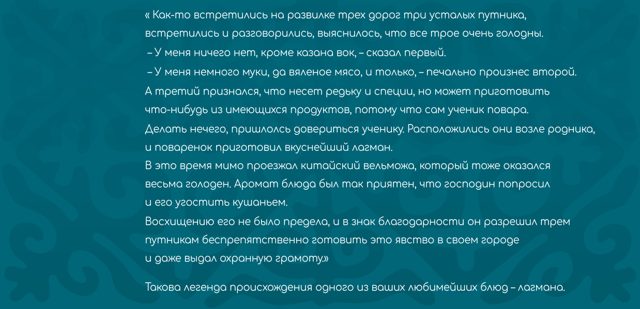 « Как-то встретились на развилке трех дорог три усталых путника,
встретились и разговорились, выяснилось, что все трое очень голодны.
– У меня ничего нет, кроме казана вок, – сказал первый.
– У меня немного муки, да вяленое мясо, и только, – печально произнес второй.
А третий признался, что несет редьку и специи, но может приготовить
что-нибудь из имеющихся продуктов, потому что сам ученик повара.
Делать нечего, пришлолсь довериться ученику. Расположились они возле родника,
и поваренок приготовил вкуснейший лагман.
В это время мимо проезжал китайский вельможа, который тоже оказался
весьма голоден. Аромат блюда был так приятен, что господин попросил
и его угостить кушаньем.
Восхищению его не было предела, и в знак благодарности он разрешил трем
путникам беспрепятственно готовить это явство в своем городе
и даже выдал охранную грамоту.»
Такова легенда происхождения одного из ваших любимейших блюд – лагмана.